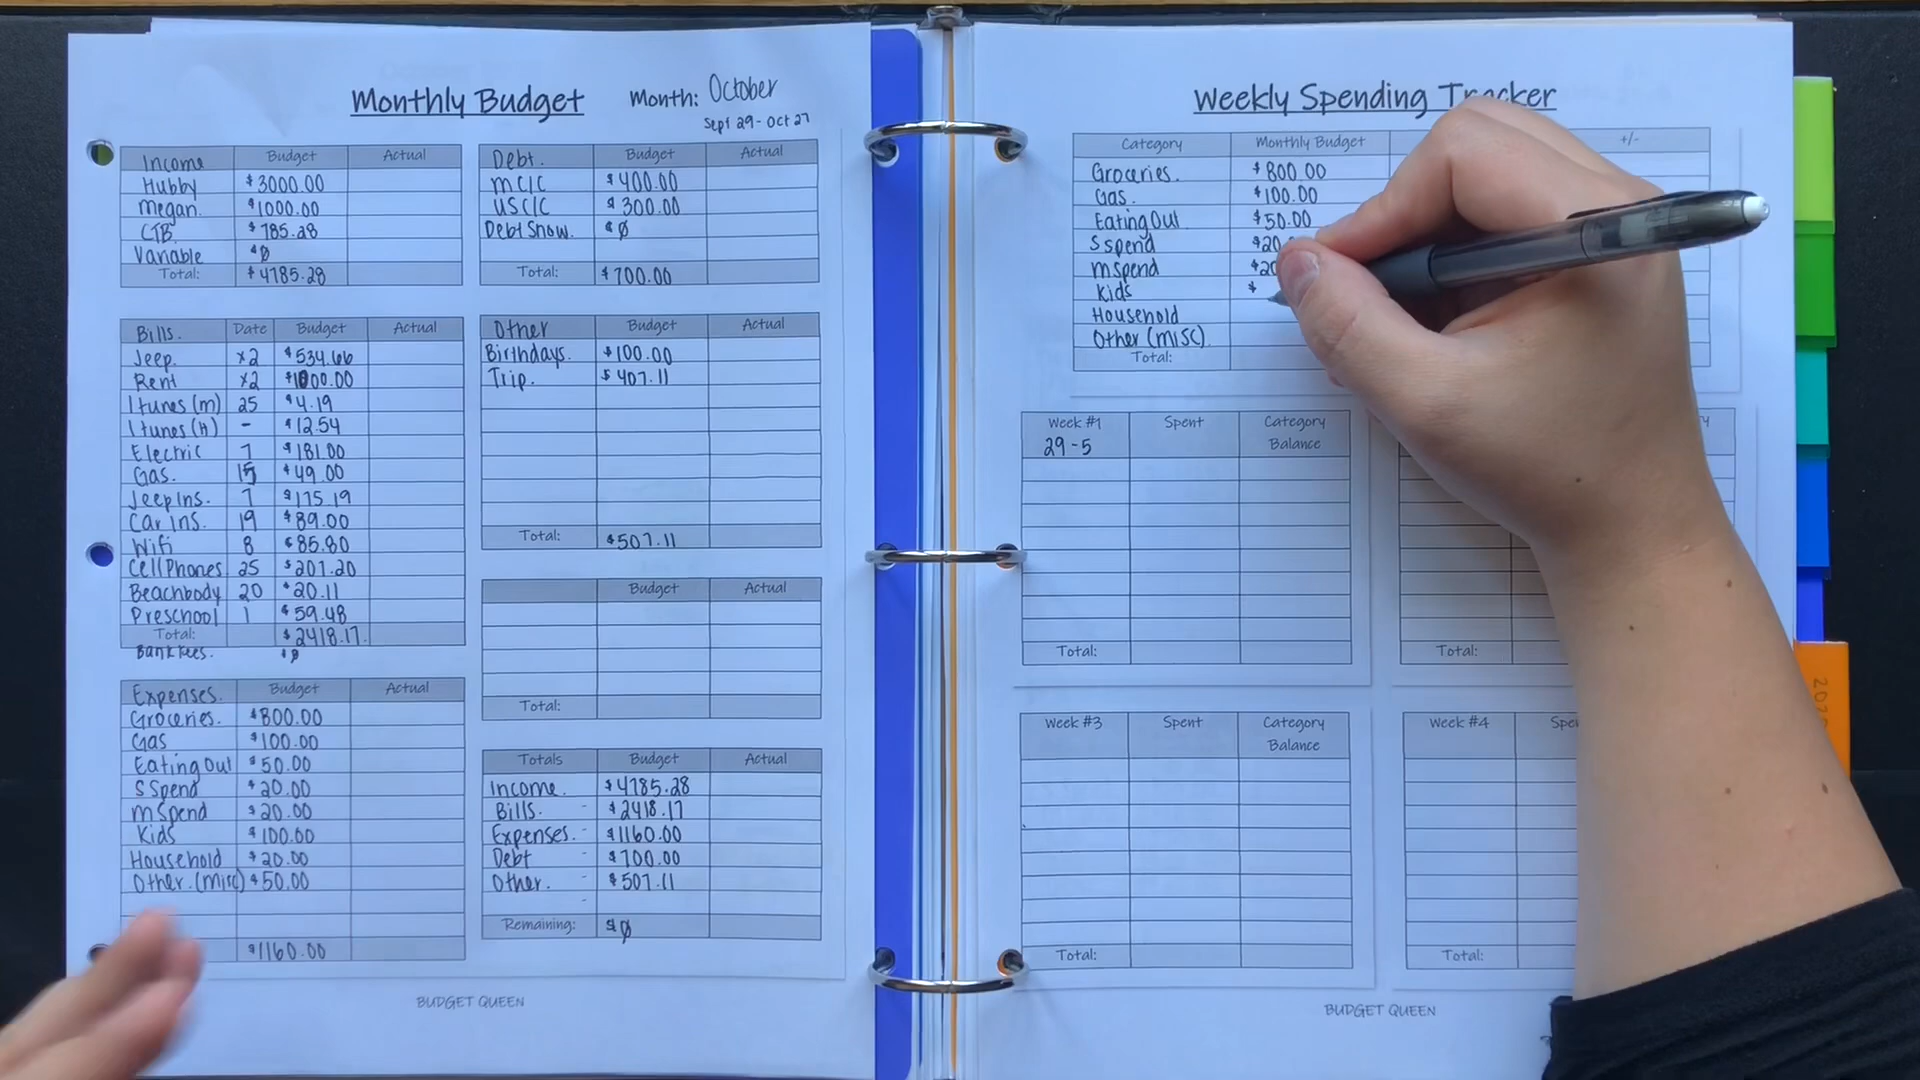 Monthly Budget Month: October
Sept 29 - Oct 27
Income Budget Actual
Hubby $3000.00
Megan. $1000.00
CTB. $785.28
Variable $0
Total: $4785.28
Bills. Date Budget Actual
Jeep. x2 $534.66
Rent x2 $1000.00
Itunes (m) 25 $4.19
Itunes (H) - $12.54
Electric 7 $181.00
Gas. 15 $49.00
Jeep Ins. 7 $175.19
Car Ins. 19 $89.00
Wifi 8 $85.80
Cell Phones 25 $207.20
Beachbody 20 $20.11
Preschool 1 $59.48
Total: $2418.17.
Bank Fees. $0
Expenses. Budget Actual
Groceries. $800.00
Gas $100.00
Eating Out $50.00
S Spend $20.00
m Spend $20.00
Kids $100.00
Household $20.00
Other. (misc) $50.00
$1160.00
Debt. Budget Actual
MC/C $400.00
USC/C $300.00
Debt Snow. $0
Total: $700.00
Other Budget Actual
Birthdays. $100.00
Trip. $407.11
Total: $507.11
Budget Actual
Total:
Totals Budget Actual
Income. $4785.28
Bills. - $2418.17
Expenses. - $1160.00
Debt - $700.00
Other. - $507.11
-
Remaining: $0
BUDGET QUEEN
Weekly Spending Tracker
Category Monthly Budget +/-
Groceries. $800.00
Gas. $100.00
Eating Out $50.00
S spend $20
m spend $20
Kids $
Household
Other (misc).
Total:
Week #1 Spent Category
29-5 Balance
Total:
Total:
Week #3 Spent Category
Balance
Total:
Week #4
Total:
BUDGET QUEEN